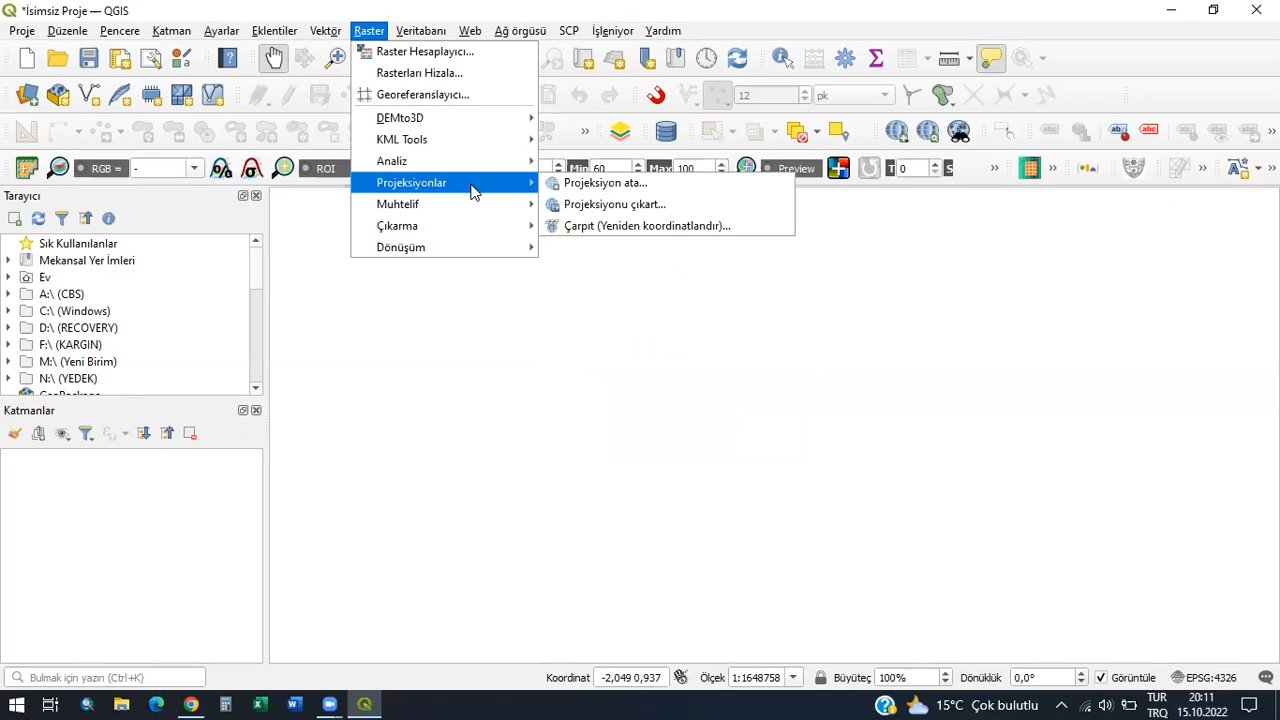 *İsimsiz Proje — QGIS
Proje Düzenle Pencere Katman Ayarlar Eklentiler Vektör Raster Veritabanı Web Ağ örgüsü SCP İşleniyor Yardım
Raster Hesaplayıcı...
Rasterları Hizala...
Georeferanslayıcı...
DEMto3D
KML Tools
Analiz
Projeksiyonlar
Muhtelif
Çıkarma
Dönüşüm
Projeksiyon ata...
Projeksiyonu çıkart...
Çarpıt (Yeniden koordinatlandır)...
12 pk
RGB = - ROI Min 60 Max 100 Preview T 0 S
Tarayıcı
Sık Kullanılanlar
Mekansal Yer İmleri
Ev
A:\ (CBS)
C:\ (Windows)
D:\ (RECOVERY)
F:\ (KARGIN)
M:\ (Yeni Birim)
N:\ (YEDEK)
GeoPackage
Katmanlar
Bulmak için yazın (Ctrl+K) Koordinat -2,049 0,937 Ölçek 1:1648758 Büyüteç 100% Dönüklük 0,0° Görüntüle EPSG:4326
15°C Çok bulutlu TUR 20:11
TRQ 15.10.2022